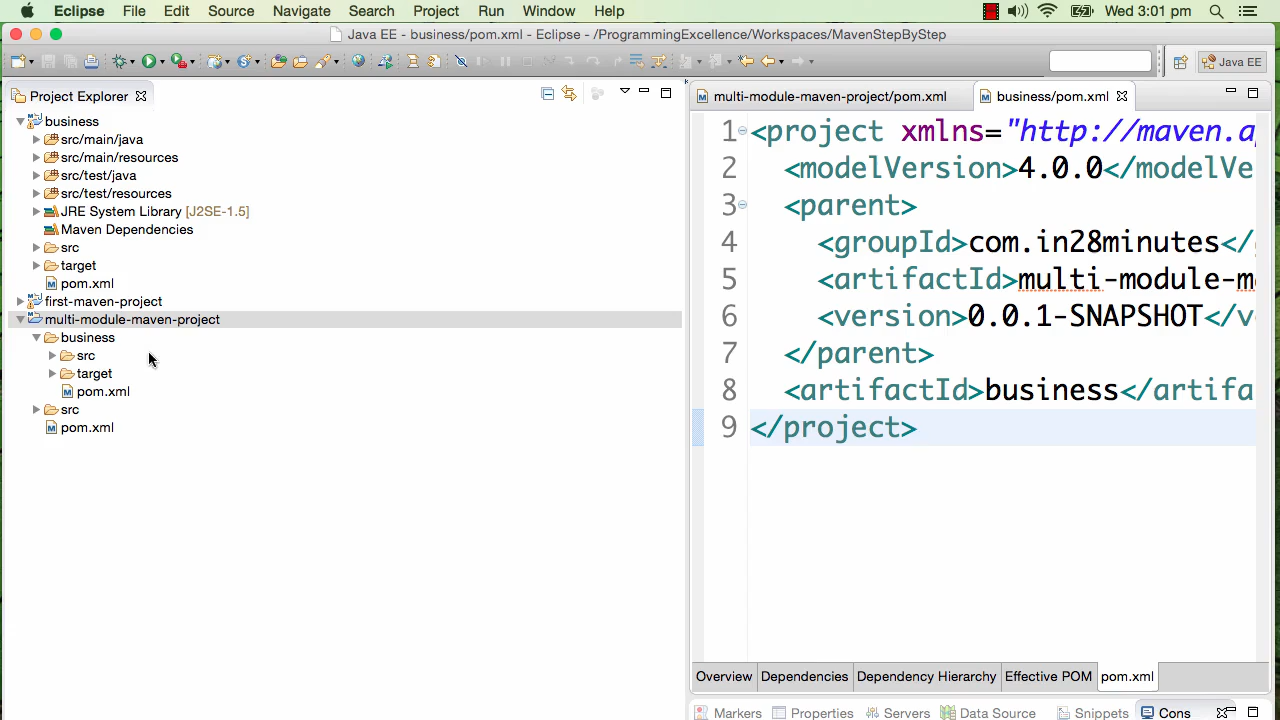 Eclipse File Edit Source Navigate Search Project Run Window Help Wed 3:01 pm
Java EE - business/pom.xml - Eclipse - /ProgrammingExcellence/Workspaces/MavenStepByStep
Java EE
Project Explorer
business
src/main/java
src/main/resources
src/test/java
src/test/resources
JRE System Library [J2SE-1.5]
Maven Dependencies
src
target
pom.xml
first-maven-project
multi-module-maven-project
business
src
target
pom.xml
src
pom.xml
multi-module-maven-project/pom.xml business/pom.xml
1 <project xmlns="http://maven.a
2 <modelVersion>4.0.0</modelVe
3 <parent>
4 <groupId>com.in28minutes</
5 <artifactId>multi-module-m
6 <version>0.0.1-SNAPSHOT</v
7 </parent>
8 <artifactId>business</artifa
9 </project>
Overview Dependencies Dependency Hierarchy Effective POM pom.xml
Markers Properties Servers Data Source Snippets Cons